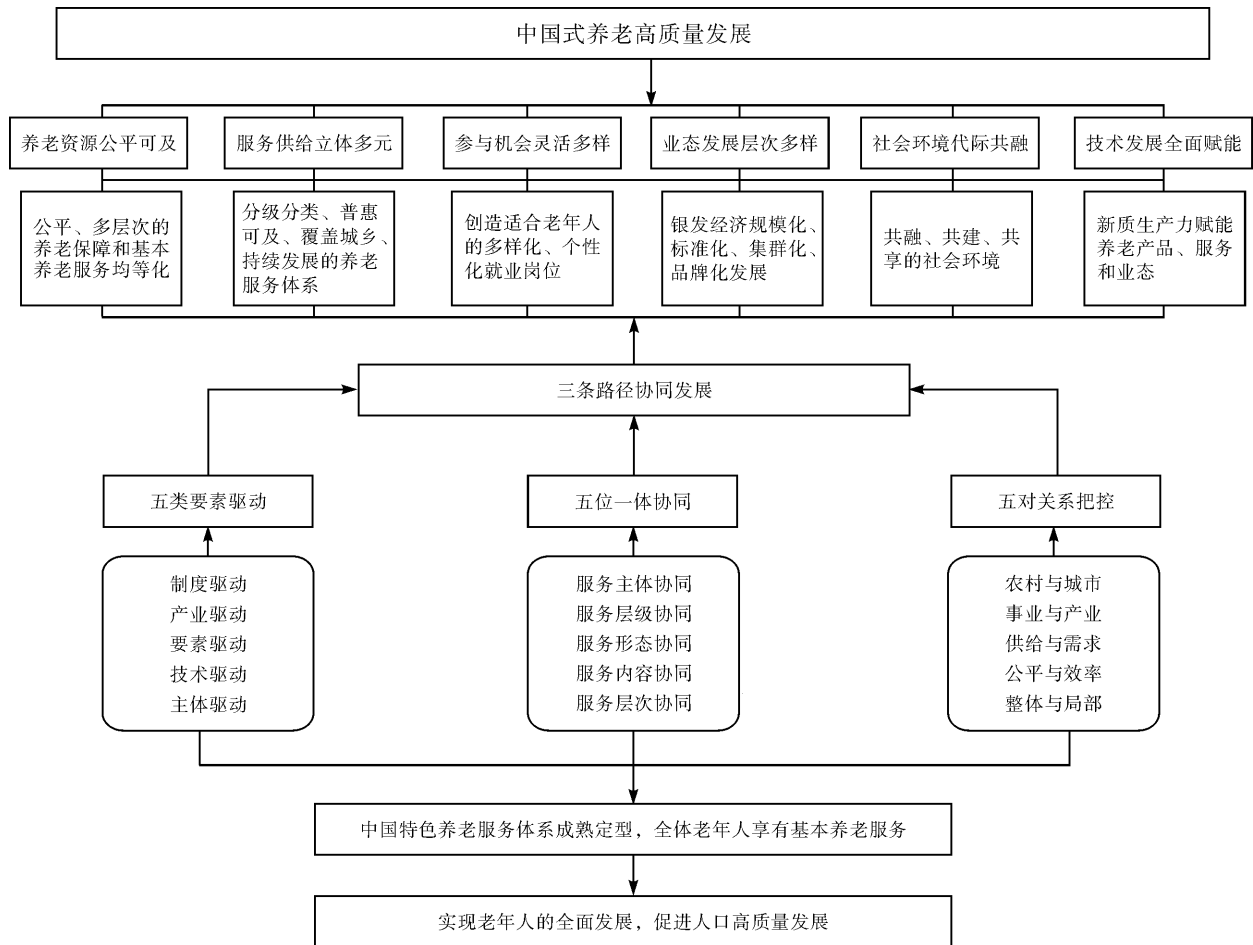 中国式养老高质量发展
养老资源公平可及
服务供给立体多元
参与机会灵活多样
业态发展层次多样
社会环境代际共融
技术发展全面赋能
公平、多层次的
养老保障和基本
养老服务均等化
分级分类、普惠
可及、覆盖城乡、
持续发展的养老
服务体系
创造适合老年人
的多样化、个性
化就业岗位
银发经济规模化、
标准化、集群化、
品牌化发展
共融、共建、共
享的社会环境
新质生产力赋能
养老产品、服务
和业态
三条路径协同发展
五类要素驱动
五位一体协同
五对关系把控
制度驱动
产业驱动
要素驱动
技术驱动
主体驱动
服务主体协同
服务层级协同
服务形态协同
服务内容协同
服务层次协同
农村与城市
事业与产业
供给与需求
公平与效率
整体与局部
中国特色养老服务体系成熟定型，全体老年人享有基本养老服务
实现老年人的全面发展，促进人口高质量发展